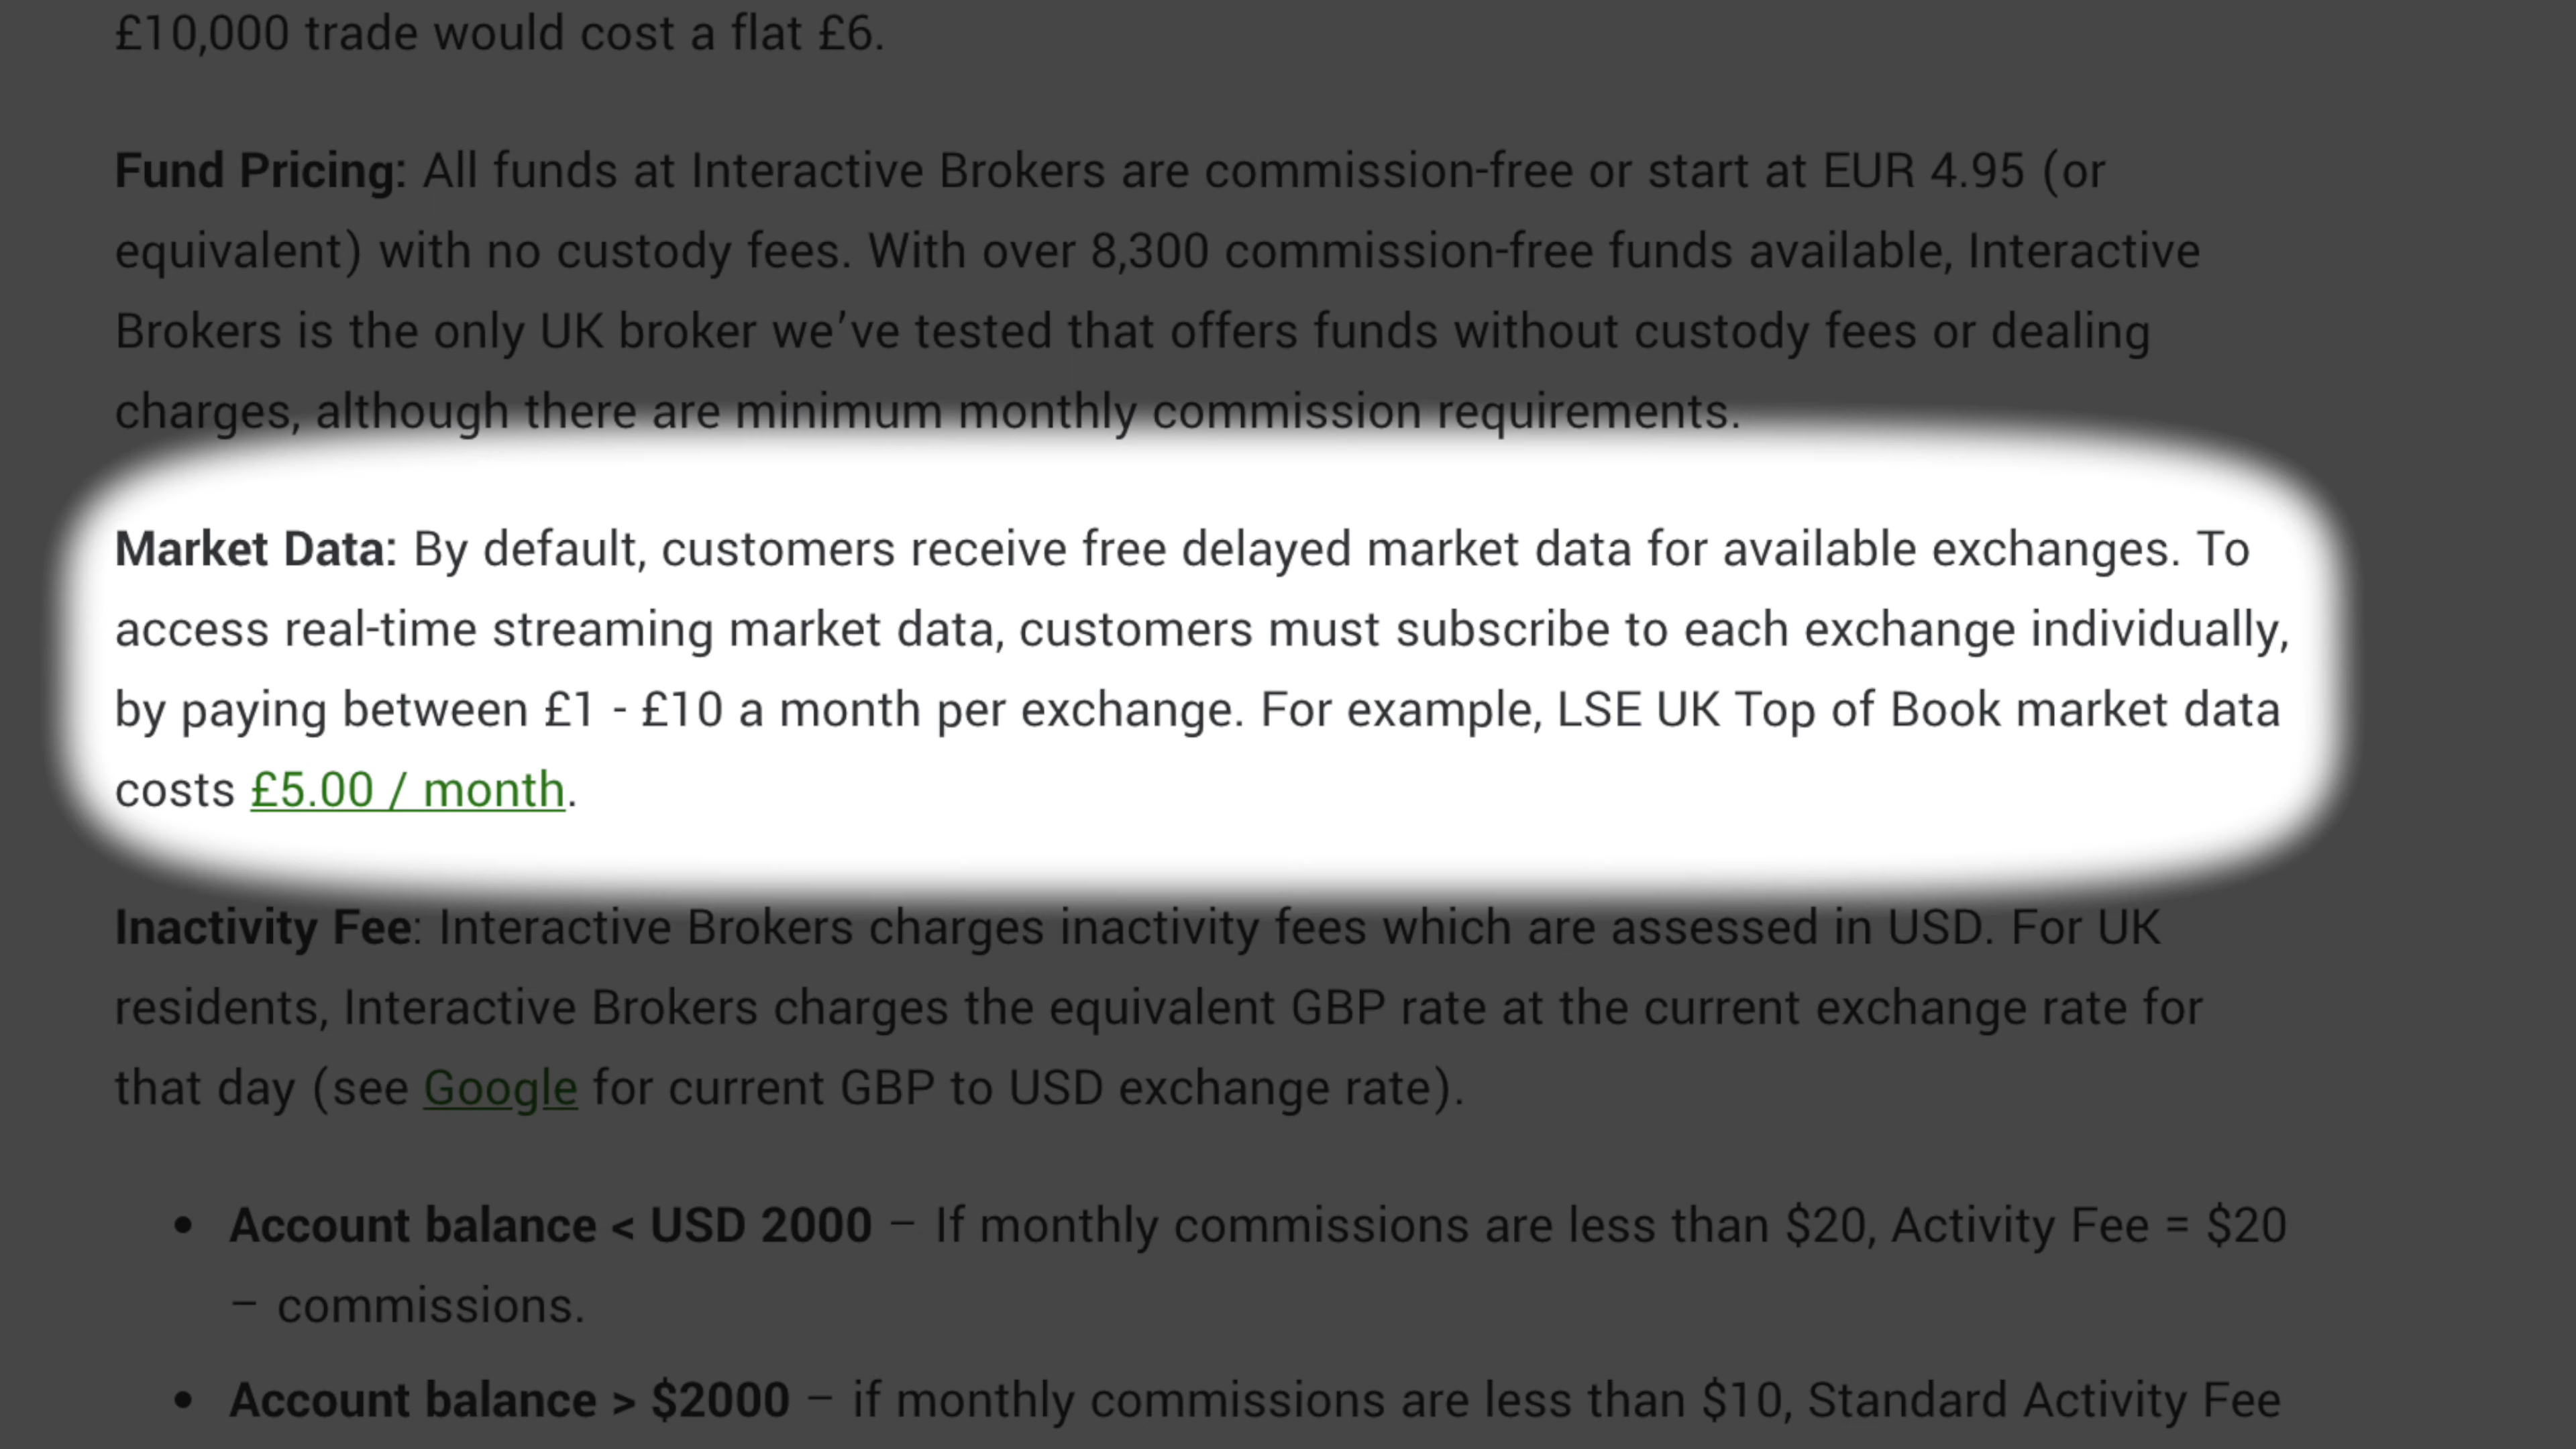 £10,000 trade would cost a flat £6.
Fund Pricing: All funds at Interactive Brokers are commission-free or start at EUR 4.95 (or
equivalent) with no custody fees. With over 8,300 commission-free funds available, Interactive
Brokers is the only UK broker we’ve tested that offers funds without custody fees or dealing
charges, although there are minimum monthly commission requirements.
Market Data: By default, customers receive free delayed market data for available exchanges. To
access real-time streaming market data, customers must subscribe to each exchange individually,
by paying between £1 - £10 a month per exchange. For example, LSE UK Top of Book market data
costs £5.00 / month.
Inactivity Fee: Interactive Brokers charges inactivity fees which are assessed in USD. For UK
residents, Interactive Brokers charges the equivalent GBP rate at the current exchange rate for
that day (see Google for current GBP to USD exchange rate).
• Account balance < USD 2000 – If monthly commissions are less than $20, Activity Fee = $20
– commissions.
• Account balance > $2000 – if monthly commissions are less than $10, Standard Activity Fee